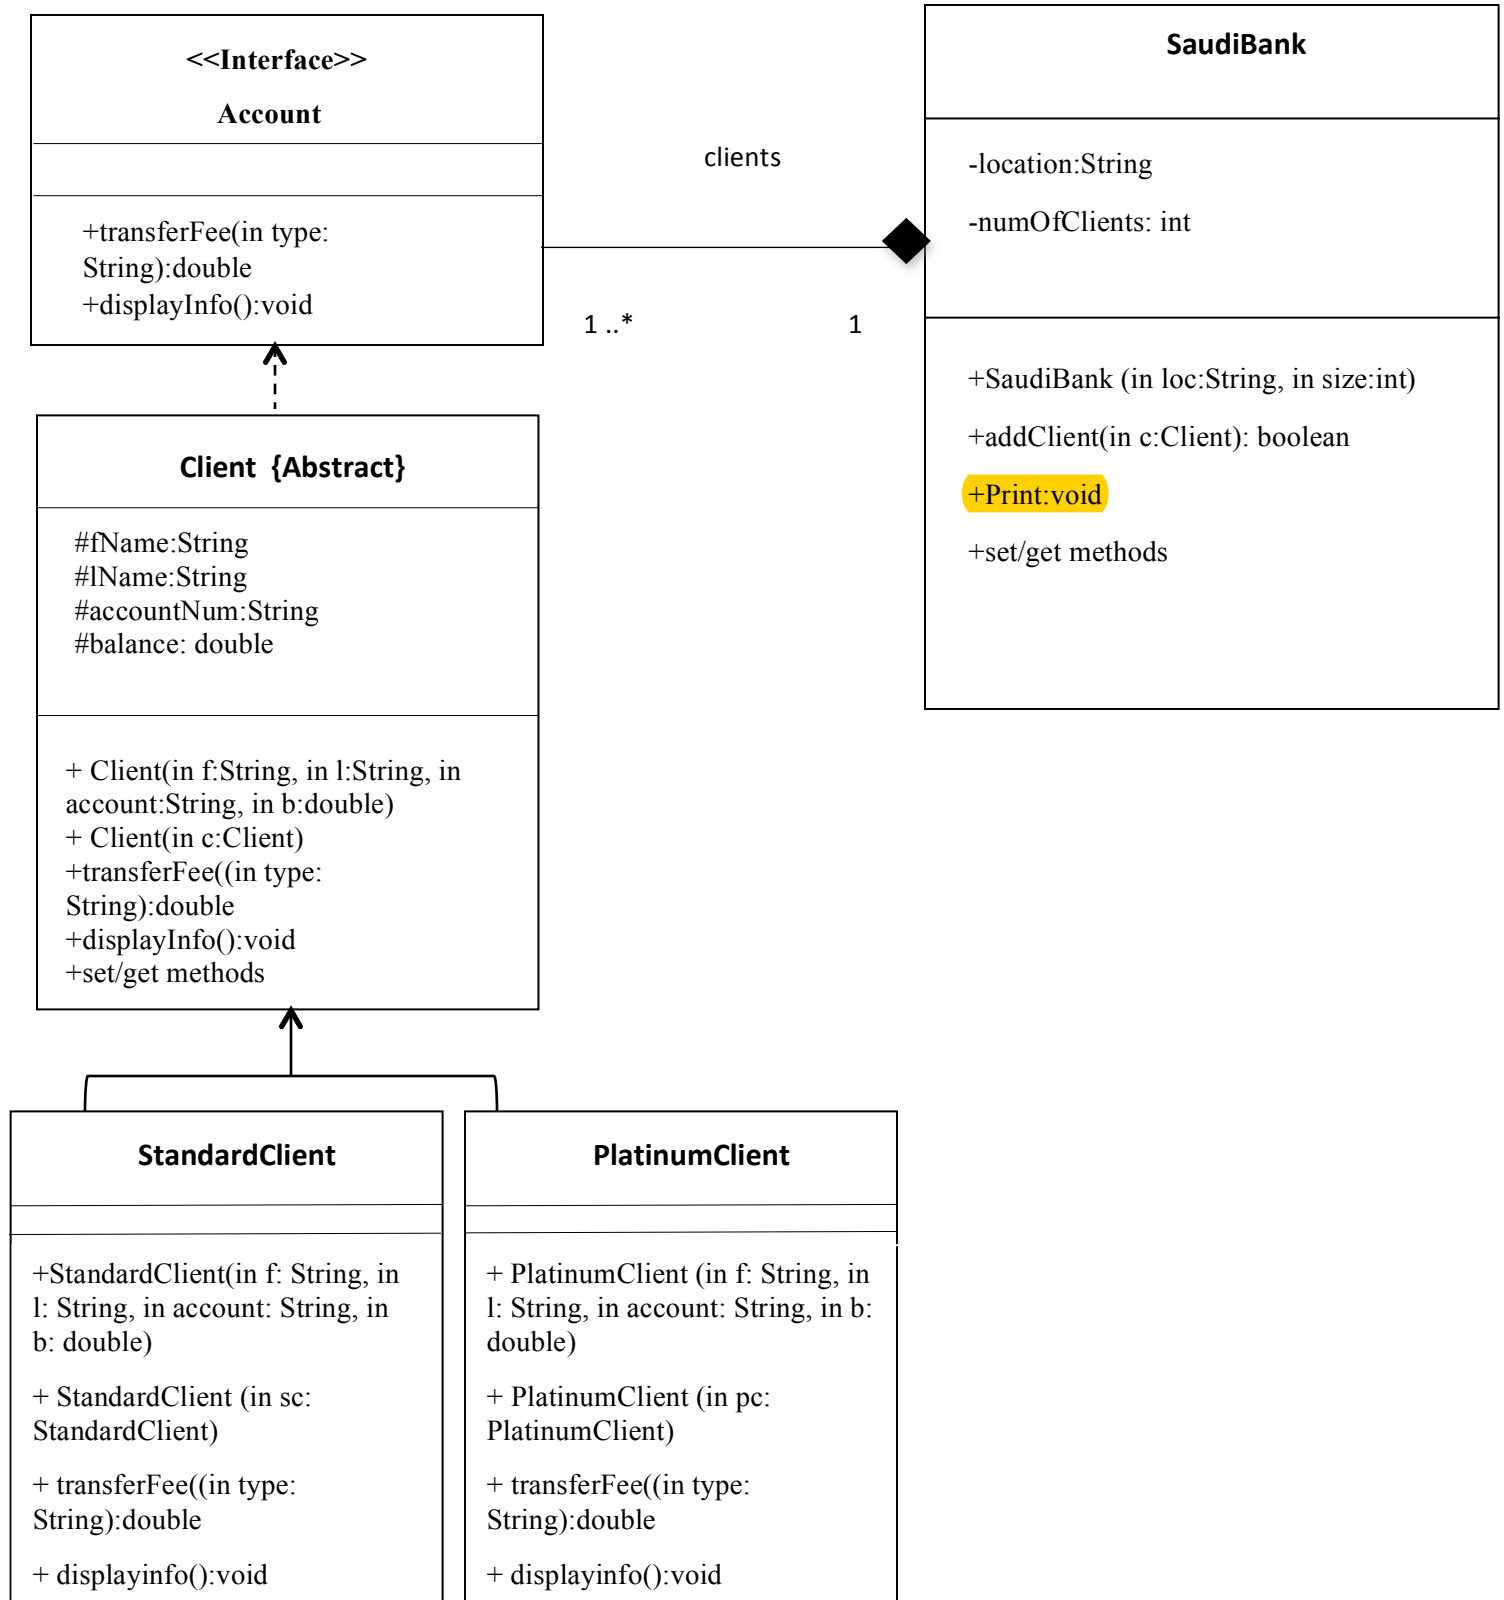 <<Interface>>
Account
+transferFee(in type:
String):double
+displayInfo():void
clients
1 ..*
1
SaudiBank
-location:String
-numOfClients: int
+SaudiBank (in loc:String, in size:int)
+addClient(in c:Client): boolean
+Print:void
+set/get methods
Client  {Abstract}
#fName:String
#lName:String
#accountNum:String
#balance: double
+ Client(in f:String, in l:String, in
account:String, in b:double)
+ Client(in c:Client)
+transferFee((in type:
String):double
+displayInfo():void
+set/get methods
StandardClient
+StandardClient(in f: String, in
l: String, in account: String, in
b: double)
+ StandardClient (in sc:
StandardClient)
+ transferFee((in type:
String):double
+ displayinfo():void
PlatinumClient
+ PlatinumClient (in f: String, in
l: String, in account: String, in b:
double)
+ PlatinumClient (in pc:
PlatinumClient)
+ transferFee((in type:
String):double
+ displayinfo():void